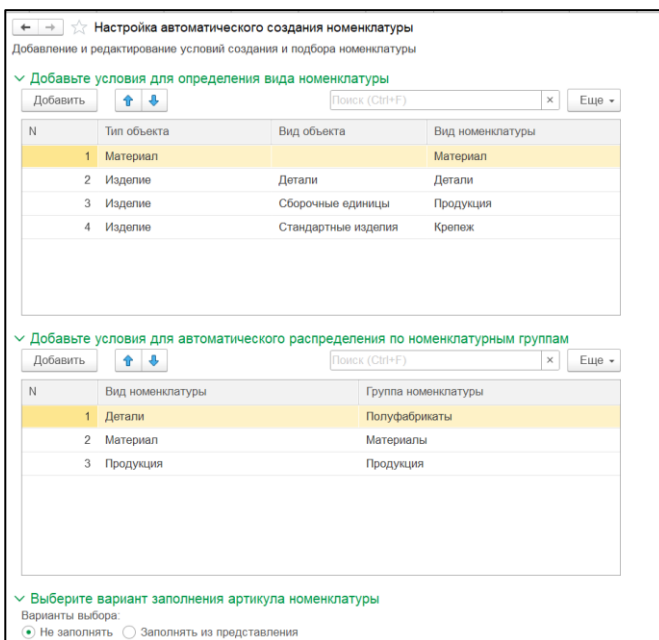 Настройка автоматического создания номенклатуры
Добавление и редактирование условий создания и подбора номенклатуры
Добавьте условия для определения вида номенклатуры
Добавить Поиск (Ctrl+F) × Еще
N Тип объекта Вид объекта Вид номенклатуры
1 Материал Материал
2 Изделие Детали Детали
3 Изделие Сборочные единицы Продукция
4 Изделие Стандартные изделия Крепеж
Добавьте условия для автоматического распределения по номенклатурным группам
Добавить Поиск (Ctrl+F) × Еще
N Вид номенклатуры Группа номенклатуры
1 Детали Полуфабрикаты
2 Материал Материалы
3 Продукция Продукция
Выберите вариант заполнения артикула номенклатуры
Варианты выбора:
Не заполнять Заполнять из представления